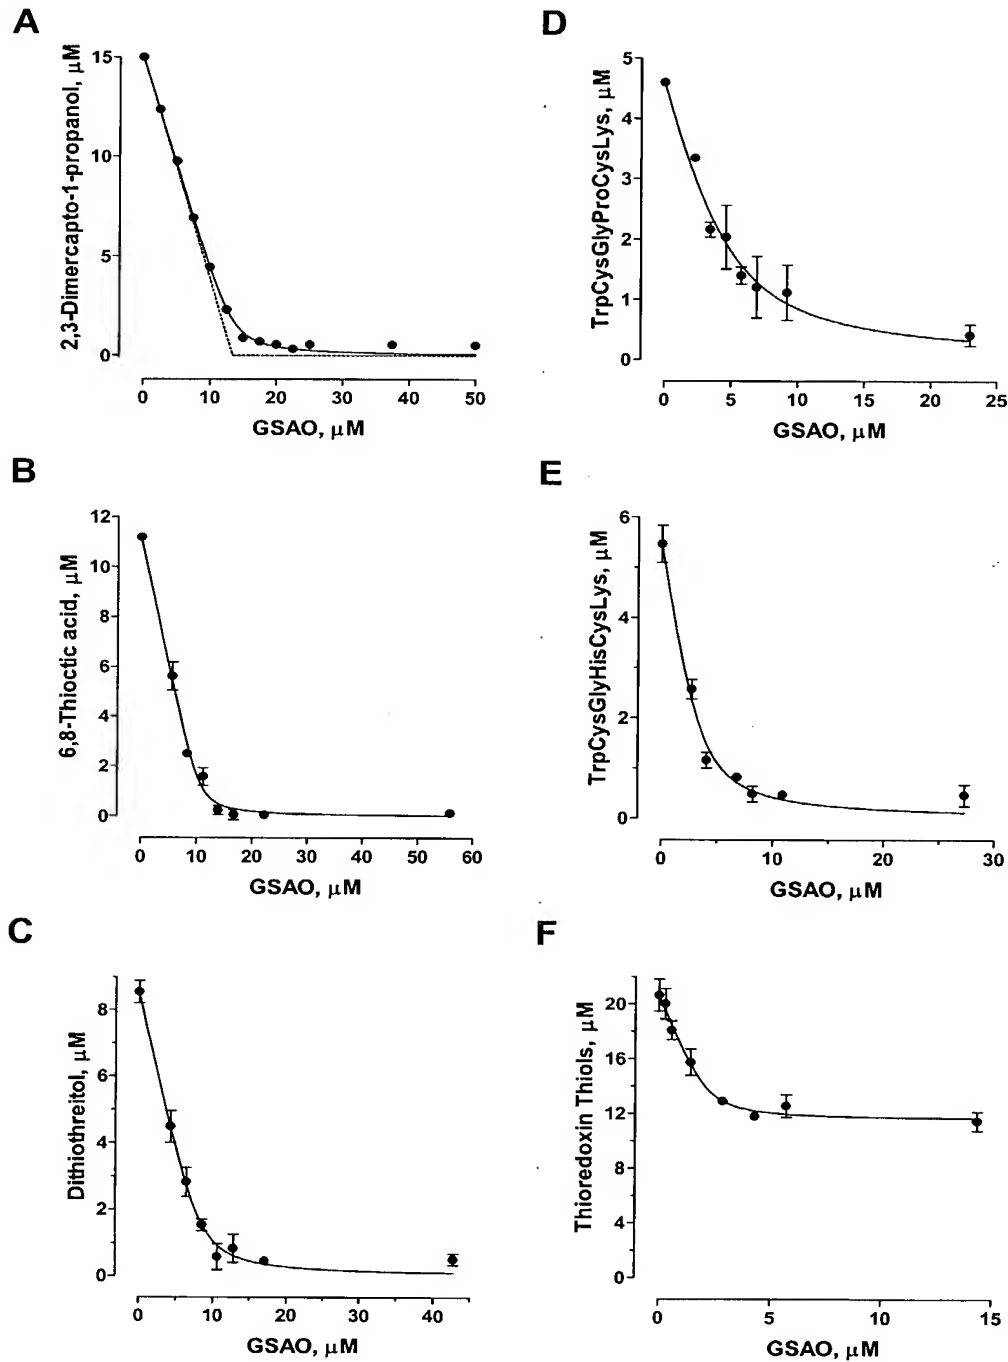 A
2,3-Dimercapto-1-propanol, μM
15
10
5
0
0 10 20 30 40 50
GSAO, μM
B
6,8-Thioctic acid, μM
12
10
8
6
4
2
0
0 10 20 30 40 50 60
GSAO, μM
C
Dithiothreitol, μM
8
6
4
2
0
0 10 20 30 40
GSAO, μM
D
TrpCysGlyProCysLys, μM
5
4
3
2
1
0
0 5 10 15 20 25
GSAO, μM
E
TrpCysGlyHisCysLys, μM
6
4
2
0
0 10 20 30
GSAO, μM
F
Thioredoxin Thiols, μM
20
16
12
8
4
0
0 5 10 15
GSAO, μM